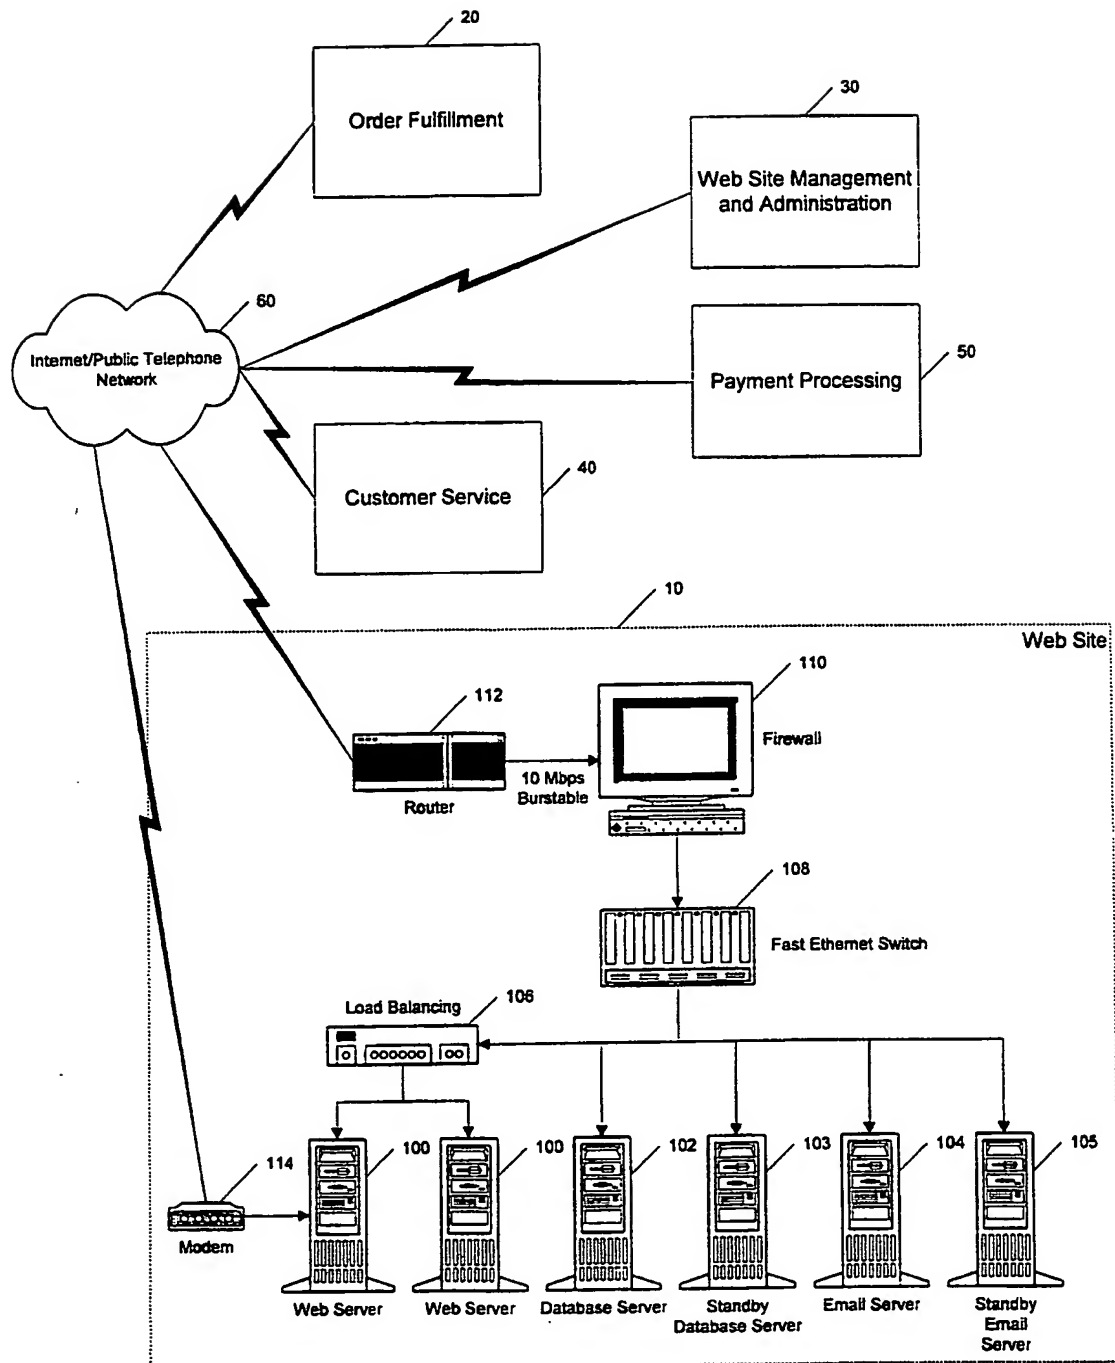 20
Order Fulfillment
30
Web Site Management
and Administration
60
Internet/Public Telephone
Network
50
Payment Processing
40
Customer Service
10
Web Site
110
112
Firewall
10 Mbps
Burstable
Router
108
Fast Ethernet Switch
Load Balancing
106
114
100
100
102
103
104
105
Modem
Web Server
Web Server
Database Server
Standby
Database Server
Email Server
Standby
Email
Server